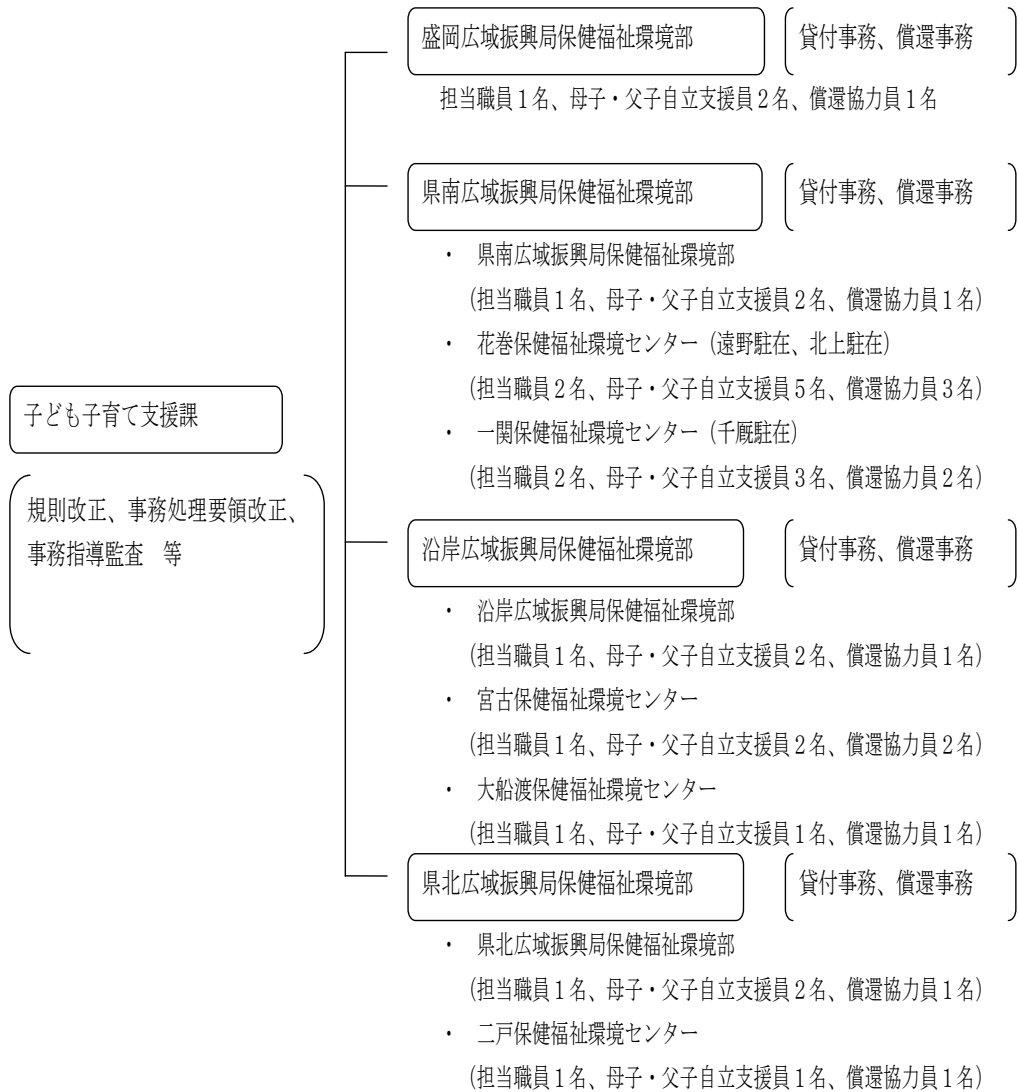 盛岡広域振興局保健福祉環境部
貸付事務、償還事務
担当職員1名、母子・父子自立支援員2名、償還協力員1名
県南広域振興局保健福祉環境部
貸付事務、償還事務
・ 県南広域振興局保健福祉環境部
(担当職員1名、母子・父子自立支援員2名、償還協力員1名)
・ 花巻保健福祉環境センター (遠野駐在、北上駐在)
(担当職員2名、母子・父子自立支援員5名、償還協力員3名)
・ 一関保健福祉環境センター (千厩駐在)
(担当職員2名、母子・父子自立支援員3名、償還協力員2名)
子ども子育て支援課
規則改正、事務処理要領改正、
事務指導監査 等
沿岸広域振興局保健福祉環境部
貸付事務、償還事務
・ 沿岸広域振興局保健福祉環境部
(担当職員1名、母子・父子自立支援員2名、償還協力員1名)
・ 宮古保健福祉環境センター
(担当職員1名、母子・父子自立支援員2名、償還協力員2名)
・ 大船渡保健福祉環境センター
(担当職員1名、母子・父子自立支援員1名、償還協力員1名)
県北広域振興局保健福祉環境部
貸付事務、償還事務
・ 県北広域振興局保健福祉環境部
(担当職員1名、母子・父子自立支援員2名、償還協力員1名)
・ 二戸保健福祉環境センター
(担当職員1名、母子・父子自立支援員1名、償還協力員1名)